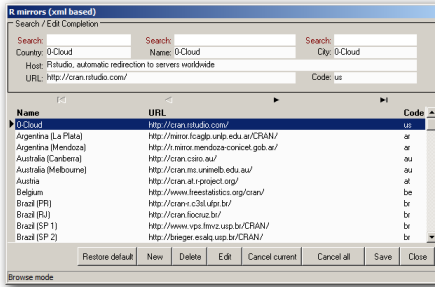 R mirrors (xml based)
Search / Edit Completion
Search: Search: Search:
Country: 0-Cloud Name: 0-Cloud City: 0-Cloud
Host: Rstudio, automatic redirection to servers worldwide
URL: http://cran.rstudio.com/ Code: us
Name URL Code
0-Cloud http://cran.rstudio.com/ us
Argentina (La Plata) http://mirror.fcaglp.unlp.edu.ar/CRAN/ ar
Argentina (Mendoza) http://r.mirror.mendoza-conicet.gob.ar/ ar
Australia (Canberra) http://cran.csiro.au/ au
Australia (Melbourne) http://cran.ms.unimelb.edu.au/ au
Austria http://cran.at.r-project.org/ at
Belgium http://www.freestatistics.org/cran/ be
Brazil (PR) http://cran-r.c3sl.ufpr.br/ br
Brazil (RJ) http://cran.fiocruz.br/ br
Brazil (SP 1) http://www.vps.fmvz.usp.br/CRAN/ br
Brazil (SP 2) http://brieger.esalq.usp.br/CRAN/ br
Restore default New Delete Edit Cancel current Cancel all Save Close
Browse mode